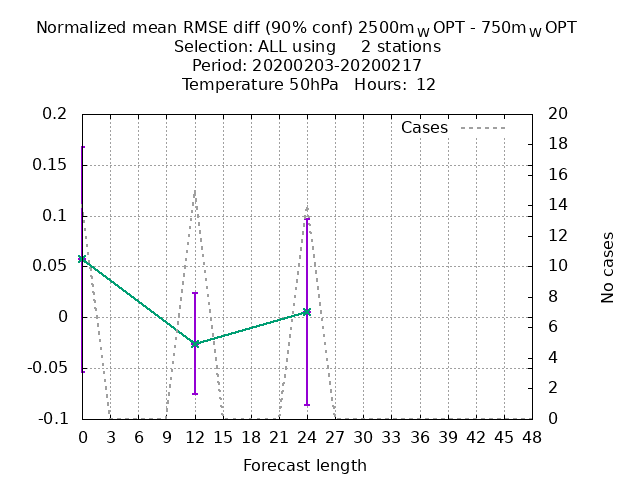 Normalized mean RMSE diff (90% conf) 2500m_W OPT - 750m_W OPT
Selection: ALL using 2 stations
Period: 20200203-20200217
Temperature 50hPa Hours: 12
Cases
0.2
0.15
0.1
0.05
0
-0.05
-0.1
20
18
16
14
12
10
8
6
4
2
0
No cases
0 3 6 9 12 15 18 21 24 27 30 33 36 39 42 45 48
Forecast length